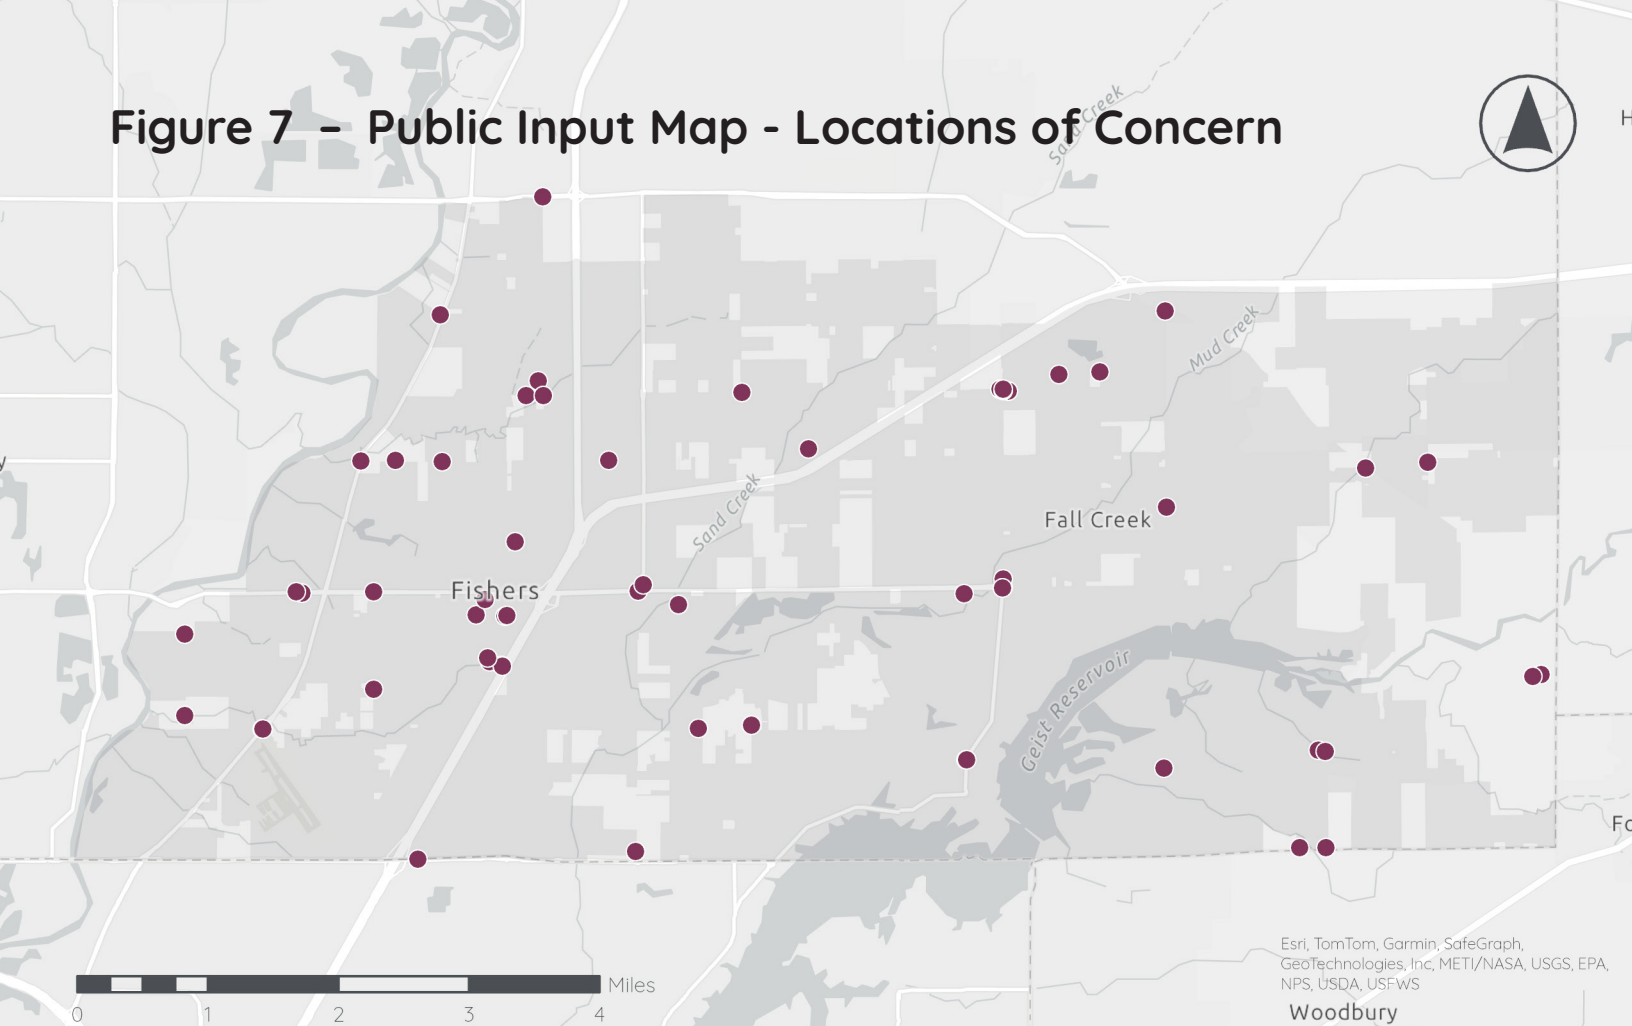 Figure 7 – Public Input Map - Locations of Concern
Sand Creek
H
Mud Creek
y
Sand Creek
Fall Creek
Fishers
Geist Reservoir
Fo
Esri, TomTom, Garmin, SafeGraph,
GeoTechnologies, Inc, METI/NASA, USGS, EPA,
NPS, USDA, USFWS
Miles
0 1 2 3 4
Woodbury